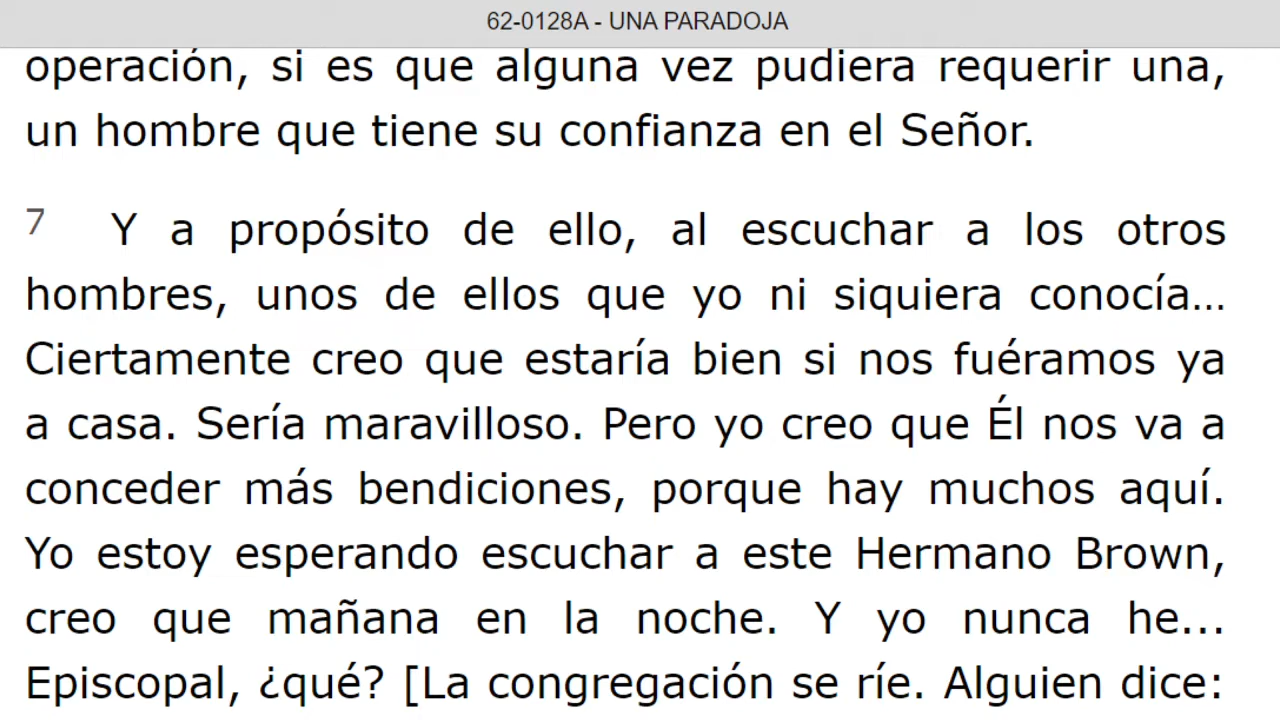 62-0128A - UNA PARADOJA
operación, si es que alguna vez pudiera requerir una,
un hombre que tiene su confianza en el Señor.
7 Y a propósito de ello, al escuchar a los otros
hombres, unos de ellos que yo ni siquiera conocía...
Ciertamente creo que estaría bien si nos fuéramos ya
a casa. Sería maravilloso. Pero yo creo que Él nos va a
conceder más bendiciones, porque hay muchos aquí.
Yo estoy esperando escuchar a este Hermano Brown,
creo que mañana en la noche. Y yo nunca he...
Episcopal, ¿qué? [La congregación se ríe. Alguien dice: